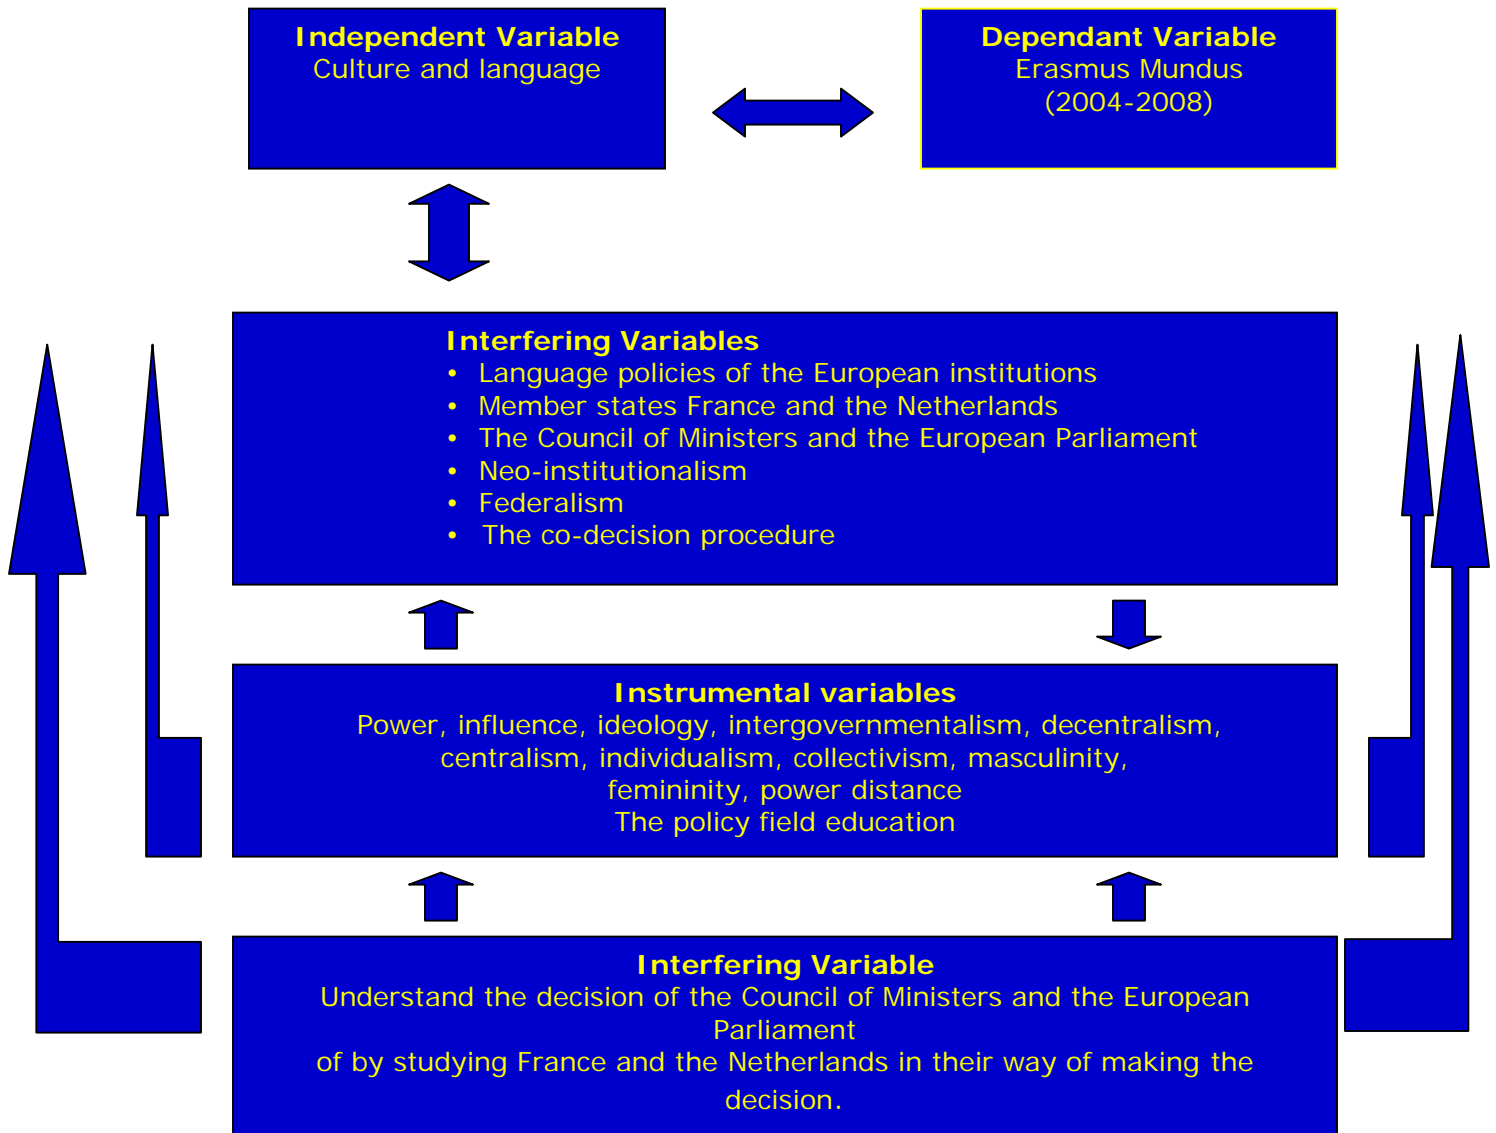 Independent Variable
Culture and language
Dependant Variable
Erasmus Mundus
(2004-2008)
Interfering Variables
• Language policies of the European institutions
• Member states France and the Netherlands
• The Council of Ministers and the European Parliament
• Neo-institutionalism
• Federalism
• The co-decision procedure
Instrumental variables
Power, influence, ideology, intergovernmentalism, decentralism,
centralism, individualism, collectivism, masculinity,
femininity, power distance
The policy field education
Interfering Variable
Understand the decision of the Council of Ministers and the European
Parliament
of by studying France and the Netherlands in their way of making the
decision.